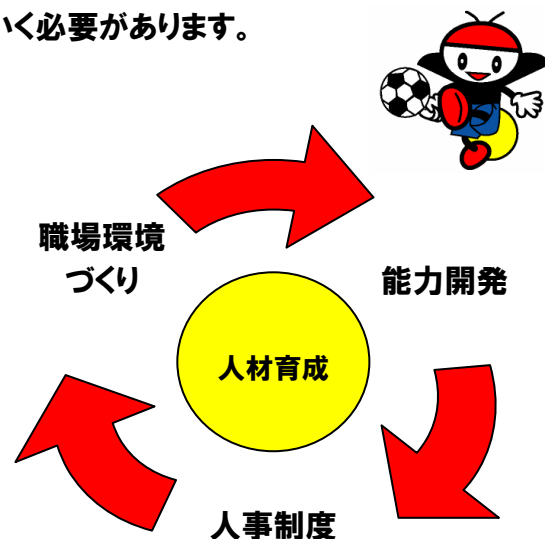 いく必要があります。
職場環境
づくり
能力開発
人材育成
人事制度